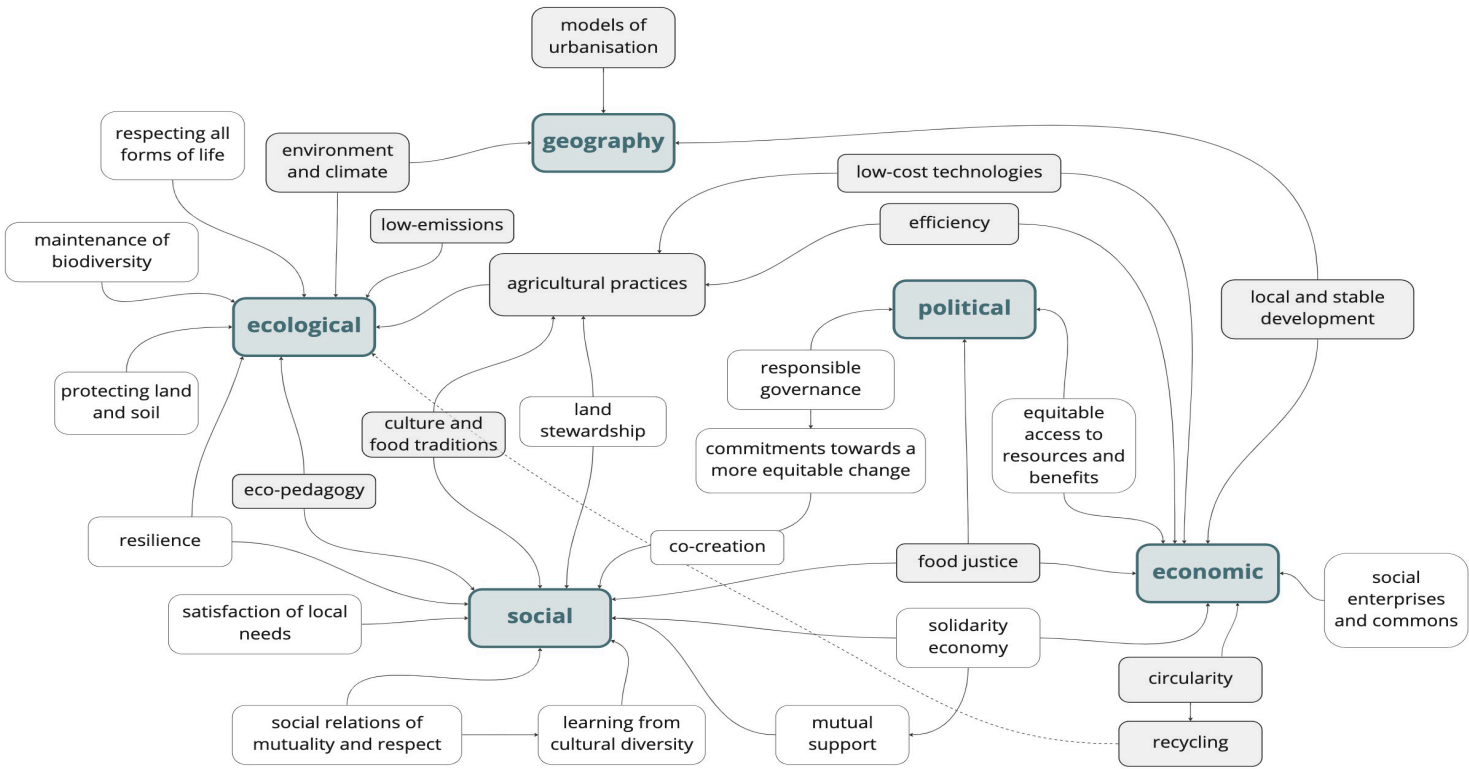 models of
urbanisation
geography
respecting all
forms of life
environment
and climate
low-cost technologies
low-emissions
efficiency
maintenance of
biodiversity
agricultural practices
political
local and stable
development
ecological
responsible
governance
protecting land
and soil
culture and
food traditions
land
stewardship
equitable
access to
resources and
benefits
commitments towards a
more equitable change
eco-pedagogy
resilience
co-creation
food justice
economic
social
enterprises
and commons
satisfaction of local
needs
social
solidarity
economy
circularity
social relations of
mutuality and respect
learning from
cultural diversity
mutual
support
recycling